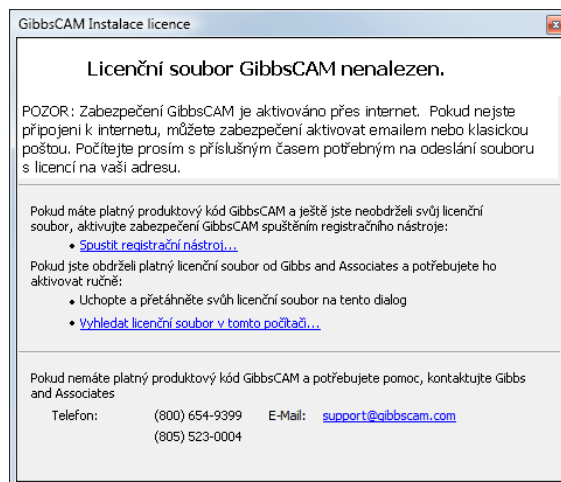 GibbsCAM Instalace licence
Licenční soubor GibbsCAM nenalezen.
POZOR: Zabezpečení GibbsCAM je aktivováno přes internet. Pokud nejste
připojeni k internetu, můžete zabezpečení aktivovat emailem nebo klasickou
poštou. Počítejte prosím s příslušným časem potřebným na odeslání souboru
s licencí na vaši adresu.
Pokud máte platný produktový kód GibbsCAM a ještě jste neobdrželi svůj licenční
soubor, aktivujte zabezpečení GibbsCAM spuštěním registračního nástroje:
• Spustit registrační nástroj...
Pokud jste obdrželi platný licenční soubor od Gibbs and Associates a potřebujete ho
aktivovat ručně:
• Uchopte a přetáhněte svůh licenční soubor na tento dialog
• Vyhledat licenční soubor v tomto počítači...
Pokud nemáte platný produktový kód GibbsCAM a potřebujete pomoc, kontaktujte Gibbs
and Associates
Telefon: (800) 654-9399 E-Mail: support@gibbscam.com
(805) 523-0004